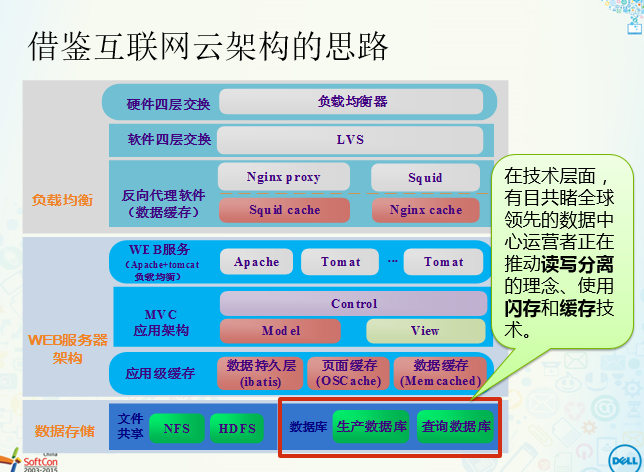 借鉴互联网云架构的思路
硬件四层交换
负载均衡器
软件四层交换
LVS
负载均衡
反向代理软件
（数据缓存）
Nginx proxy
Squid
Squid cache
Nginx cache
在技术层面，
有目共睹全球
领先的数据中
心运营者正在
推动读写分离
的理念、使用
闪存和缓存技
术。
WEB服务器
架构
WEB服务
（Apache+tomcat
负载均衡）
Apache
Tomat
...
Tomat
MVC
应用架构
Control
Model
View
应用级缓存
数据持久层
(ibatis)
页面缓存
(OSCache)
数据缓存
(Memcached)
数据存储
文件
共享
NFS
HDFS
数据库
生产数据库
查询数据库
China
SoftCon
2003-2015
DELL